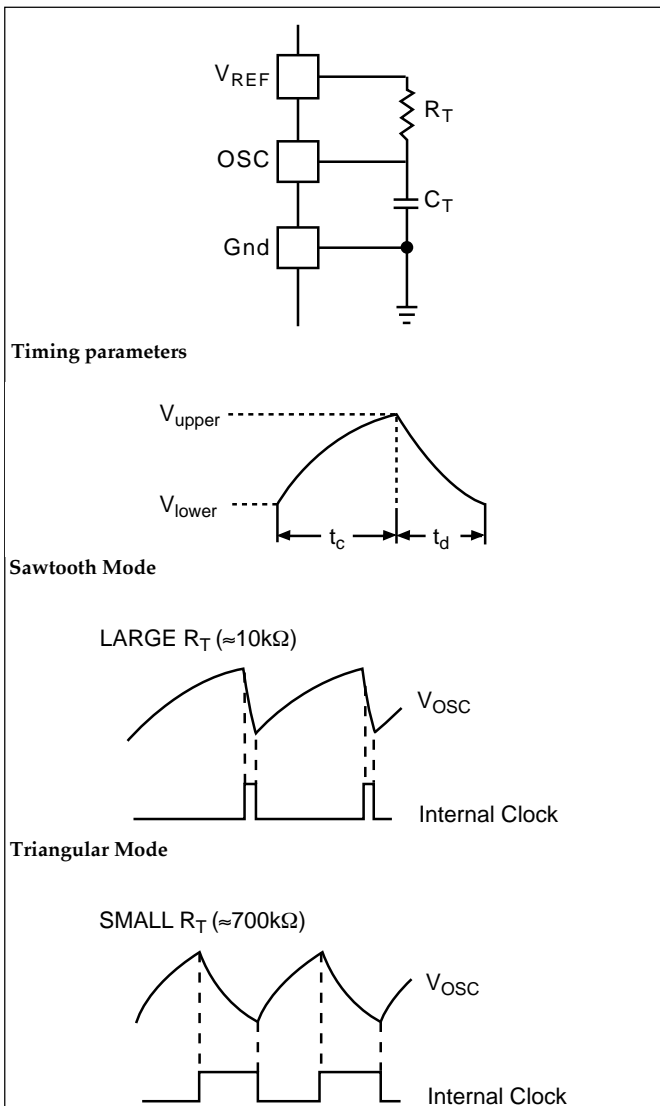 VREF
RT
OSC
CT
Gnd
Timing parameters
Vupper
Vlower
tc td
Sawtooth Mode
LARGE RT (≈10kΩ)
VOSC
Internal Clock
Triangular Mode
SMALL RT (≈700kΩ)
VOSC
Internal Clock